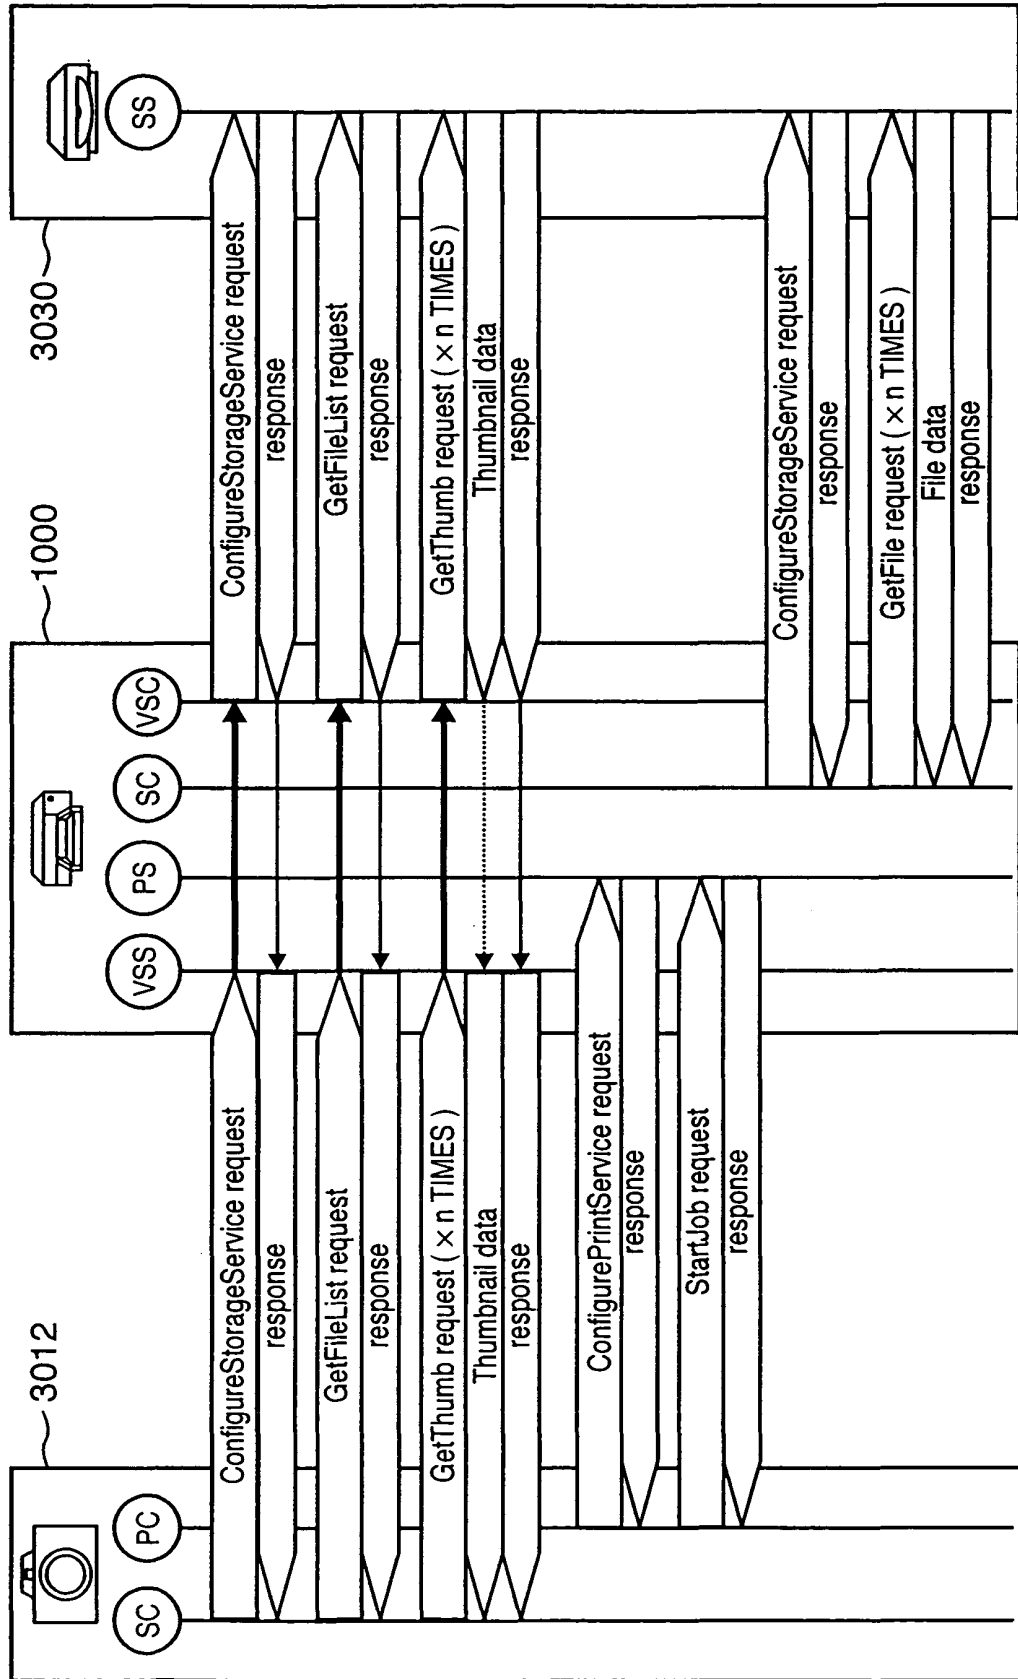 3012
1000
3030
SC
PC
VSS
PS
SC
VSC
SS
ConfigureStorageService request
ConfigureStorageService request
response
response
GetFileList request
GetFileList request
response
response
GetThumb request ( × n TIMES )
GetThumb request ( × n TIMES )
Thumbnail data
Thumbnail data
response
response
ConfigurePrintService request
response
StartJob request
response
ConfigureStorageService request
response
GetFile request ( × n TIMES )
File data
response